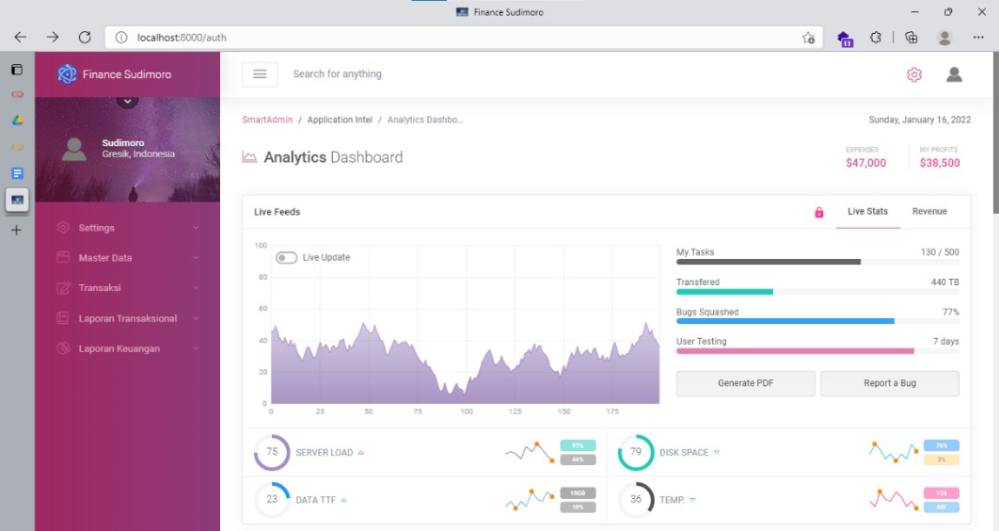 Finance Sudimoro
localhost:8000/auth
11
Finance Sudimoro
Search for anything
Sudimoro
Gresik, Indonesia
SmartAdmin / Application Intel / Analytics Dashbo...
Sunday, January 16, 2022
Analytics Dashboard
EXPENSES
$47,000
MY PROFITS
$38,500
Settings
Master Data
Transaksi
Laporan Transaksional
Laporan Keuangan
Live Feeds
Live Stats
Revenue
Live Update
100
80
60
40
20
0
0 25 50 75 100 125 150 175
My Tasks 130 / 500
Transfered 440 TB
Bugs Squashed 77%
User Testing 7 days
Generate PDF
Report a Bug
75 SERVER LOAD
97%
44%
79 DISK SPACE
76%
3%
23 DATA TTF
10GB
10%
36 TEMP.
124
40F